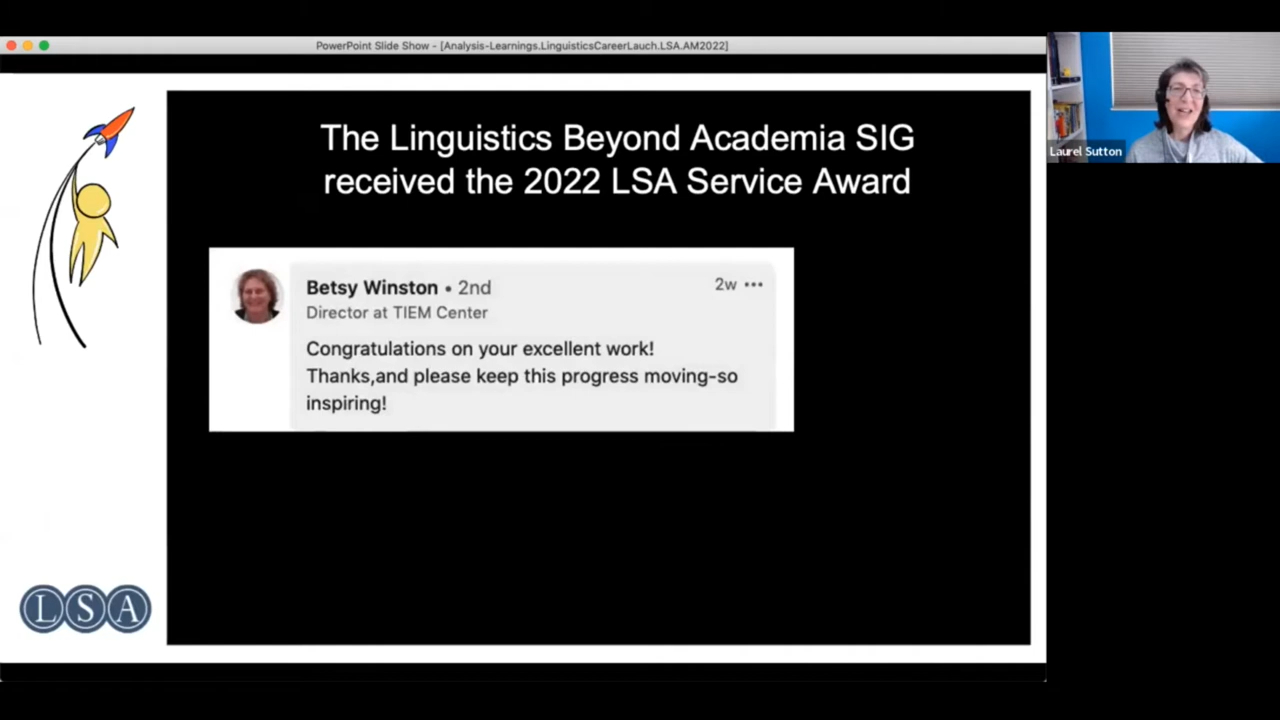 PowerPoint Slide Show - [Analysis-Learnings.LinguisticsCareerLauch.LSA.AM2022]
Laurel Sutton
The Linguistics Beyond Academia SIG
received the 2022 LSA Service Award
Betsy Winston • 2nd
2w •••
Director at TIEM Center
Congratulations on your excellent work!
Thanks,and please keep this progress moving-so
inspiring!
LSA